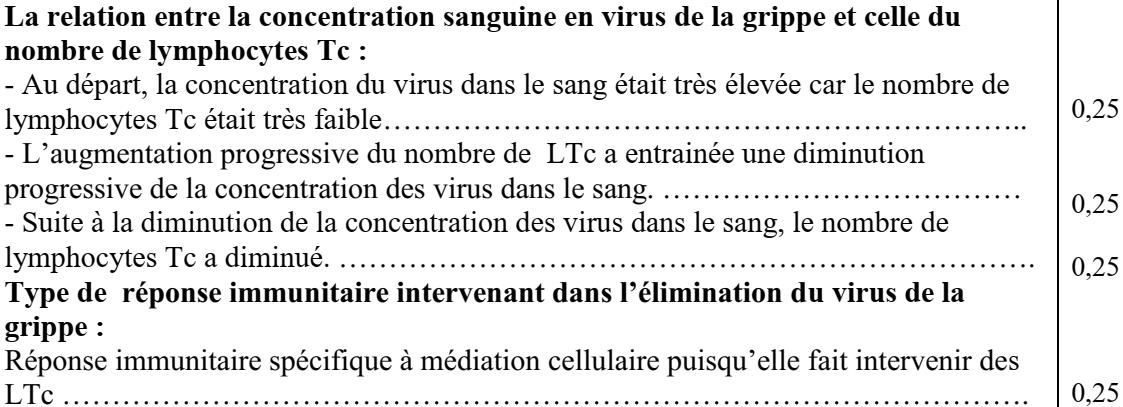 La relation entre la concentration sanguine en virus de la grippe et celle du
nombre de lymphocytes Tc :
- Au départ, la concentration du virus dans le sang était très élevée car le nombre de
lymphocytes Tc était très faible……………………………………………………….. 0,25
- L’augmentation progressive du nombre de  LTc a entrainée une diminution
progressive de la concentration des virus dans le sang. ……………………………… 0,25
- Suite à la diminution de la concentration des virus dans le sang, le nombre de
lymphocytes Tc a diminué. ……………………………………………………………. 0,25
Type de  réponse immunitaire intervenant dans l’élimination du virus de la
grippe :
Réponse immunitaire spécifique à médiation cellulaire puisqu’elle fait intervenir des
LTc ……………………………………………………………………………………. 0,25